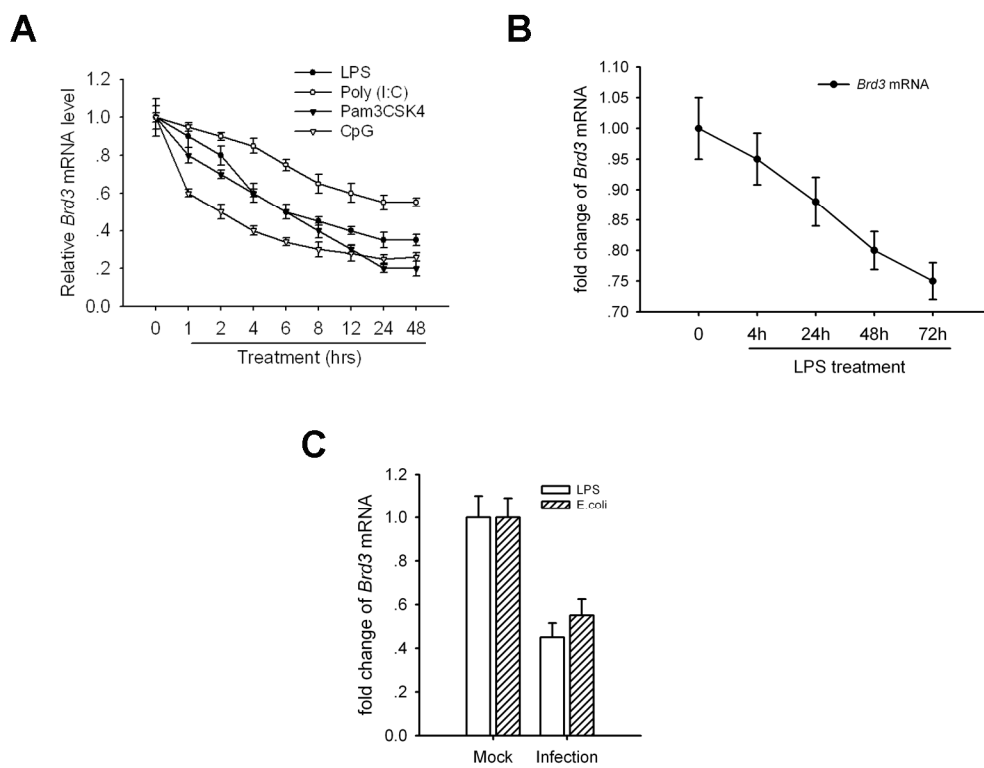 A
Relative Brd3 mRNA level
1.2
1.0
.8
.6
.4
.2
0.0
LPS
Poly (I:C)
Pam3CSK4
CpG
0 1 2 4 6 8 12 24 48
Treatment (hrs)
B
fold change of Brd3 mRNA
1.10
1.05
1.00
.95
.90
.85
.80
.75
.70
Brd3 mRNA
0 4h 24h 48h 72h
LPS treatment
C
fold change of Brd3 mRNA
1.2
1.0
.8
.6
.4
.2
0.0
LPS
E.coli
Mock Infection